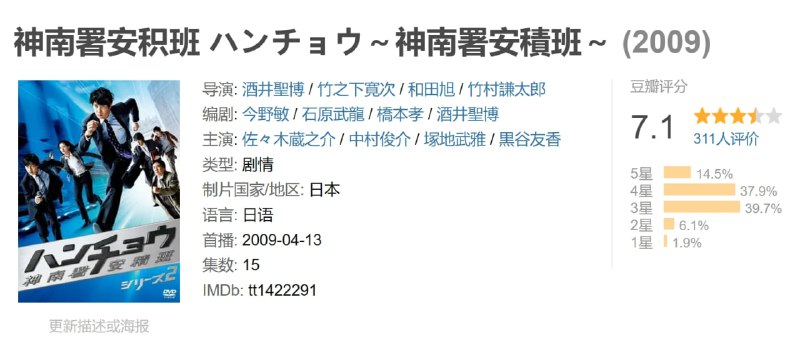 神南署安积班 ハンチョウ～神南署安積班～ (2009)
ハンチョウ
神南署安積班
シリーズ2
DVD
更新描述或海报
导演: 酒井聖博 / 竹之下寛次 / 和田旭 / 竹村謙太郎
编剧: 今野敏 / 石原武龍 / 橋本孝 / 酒井聖博
主演: 佐々木蔵之介 / 中村俊介 / 塚地武雅 / 黒谷友香
类型: 剧情
制片国家/地区: 日本
语言: 日语
首播: 2009-04-13
集数: 15
IMDb: tt1422291
豆瓣评分
7.1
311人评价
5星 14.5%
4星 37.9%
3星 39.7%
2星 6.1%
1星 1.9%